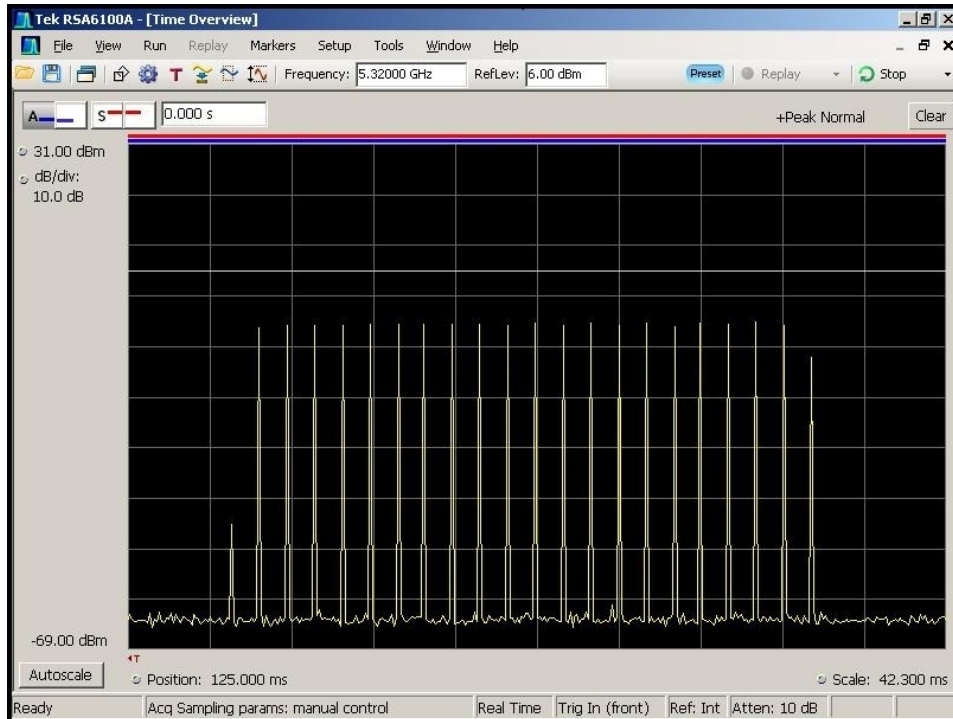 Tek RSA6100A - [Time Overview]
File View Run Replay Markers Setup Tools Window Help
T Frequency: 5.32000 GHz RefLev: 6.00 dBm Preset Replay Stop
A S 0.000 s +Peak Normal Clear
31.00 dBm
dB/div:
10.0 dB
-69.00 dBm
T
Autoscale Position: 125.000 ms Scale: 42.300 ms
Ready Acq Sampling params: manual control Real Time Trig In (front) Ref: Int Atten: 10 dB